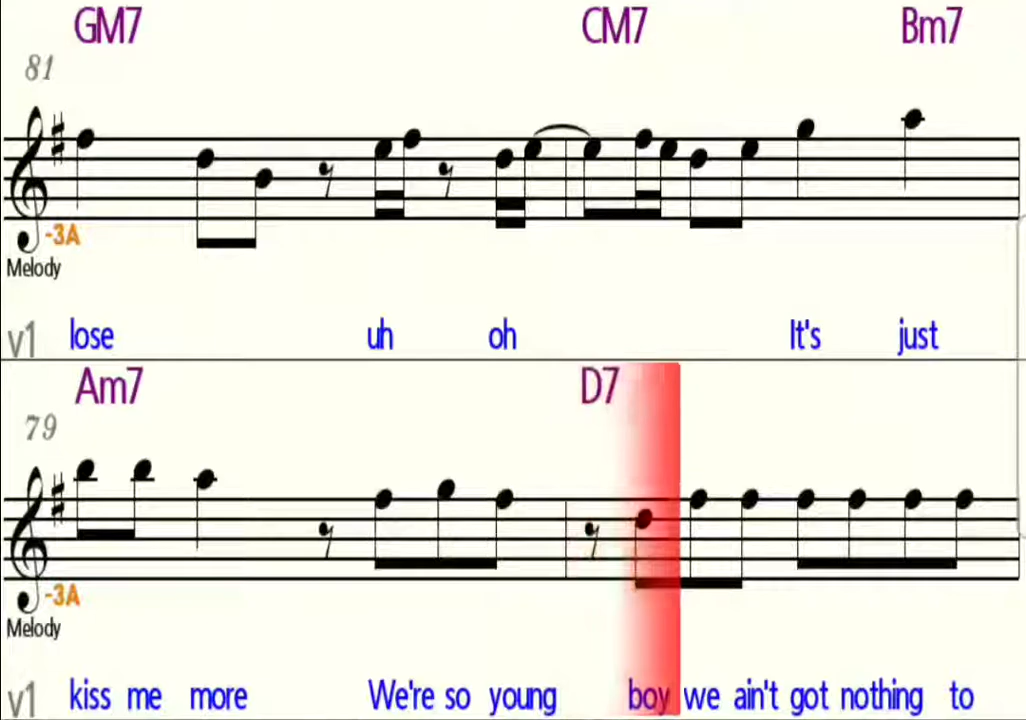 GM7 CM7 Bm7
81
-3A
Melody
v1 lose uh oh It's just
Am7 D7
79
-3A
Melody
v1 kiss me more We're so young boy we ain't got nothing to